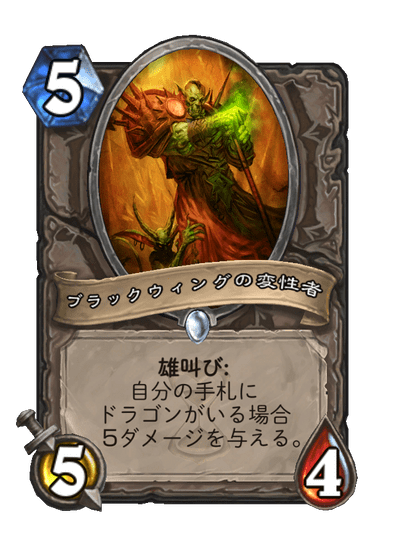 5
ブラックウィングの変性者
雄叫び:
自分の手札に
ドラゴンがいる場合
5ダメージを与える。
5
4